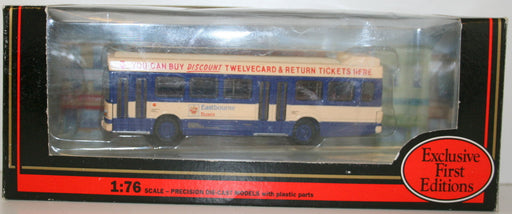 YOU CAN BUY DISCOUNT TWELVECARD & RETURN TICKETS HERE
Eastbourne
Buses
Exclusive
First
Editions
1:76 SCALE - PRECISION DIE-CAST MODELS with plastic parts